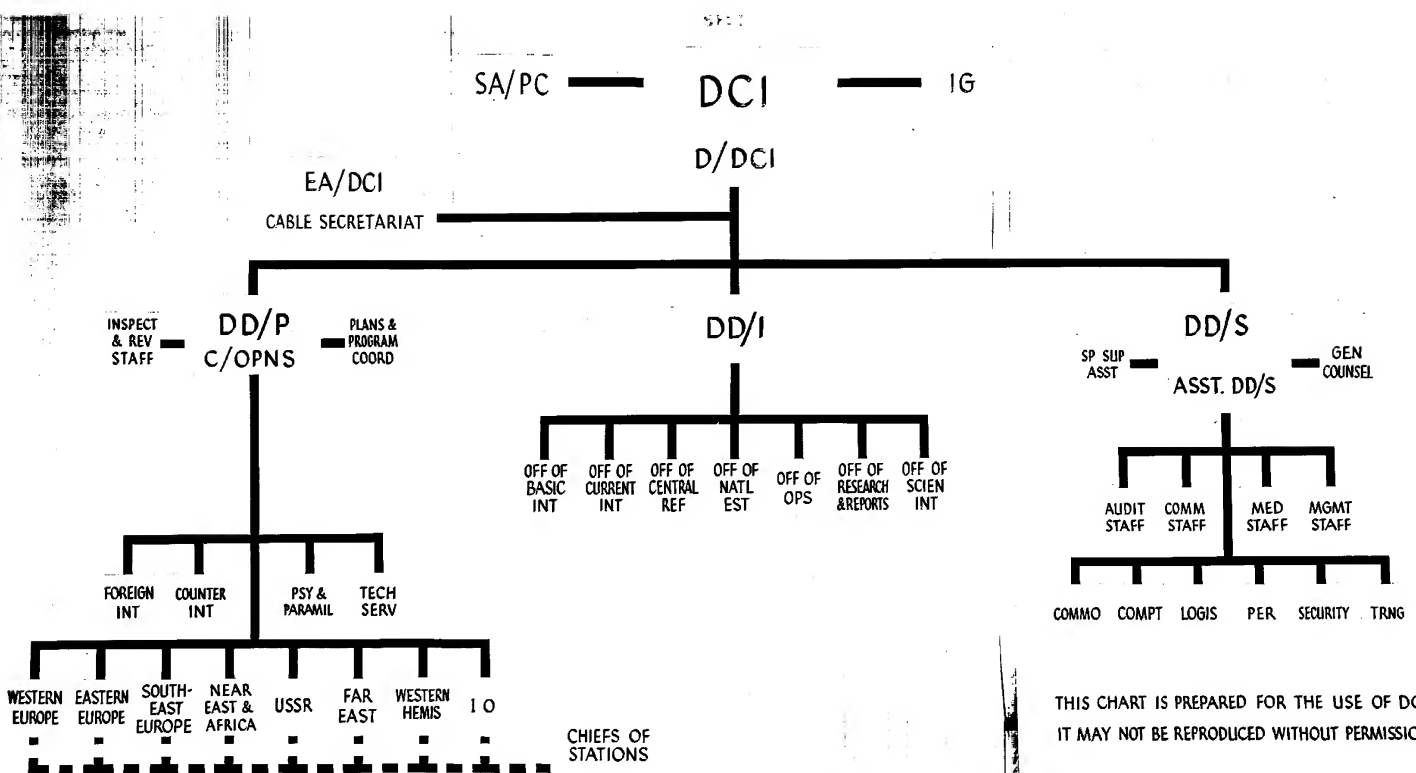 SA/PC
DCI
IG
D/DCI
EA/DCI
CABLE SECRETARIAT
INSPECT
& REV
STAFF
DD/P
C/OPNS
PLANS &
PROGRAM
COORD
DD/I
DD/S
SP SUP
ASST
ASST. DD/S
GEN
COUNSEL
OFF OF
BASIC
INT
OFF OF
CURRENT
INT
OFF OF
CENTRAL
REF
OFF OF
NATL
EST
OFF OF
OPS
OFF OF
RESEARCH
& REPORTS
OFF OF
SCIEN
INT
AUDIT
STAFF
COMM
STAFF
MED
STAFF
MGMT
STAFF
FOREIGN
INT
COUNTER
INT
PSY &
PARAMIL
TECH
SERV
COMMO
COMPT
LOGIS
PER
SECURITY
TRNG
WESTERN
EUROPE
EASTERN
EUROPE
SOUTH-
EAST
EUROPE
NEAR
EAST &
AFRICA
USSR
FAR
EAST
WESTERN
HEMIS
IO
CHIEFS OF
STATIONS
THIS CHART IS PREPARED FOR THE USE OF
IT MAY NOT BE REPRODUCED WITHOUT